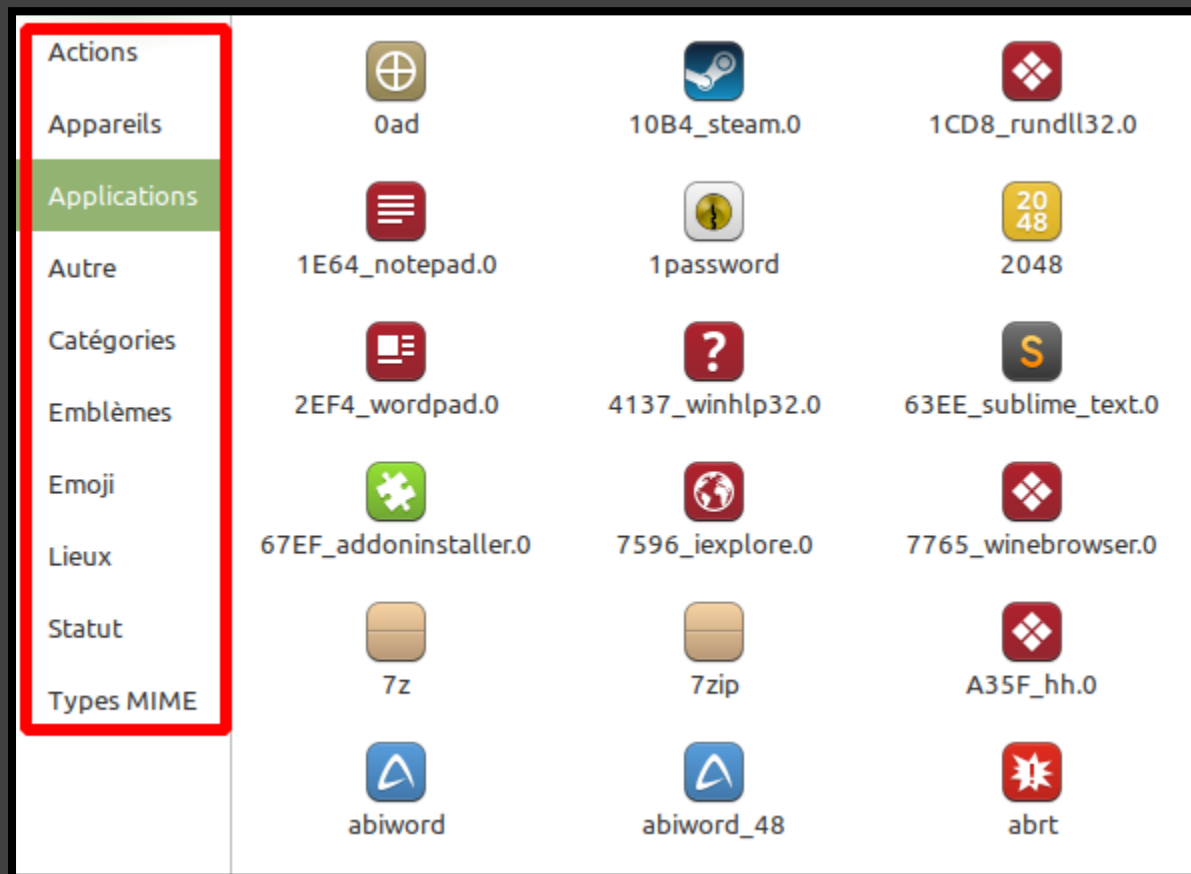 Actions
Appareils
Applications
Autre
Catégories
Emblèmes
Emoji
Lieux
Statut
Types MIME
0ad
10B4_steam.0
1CD8_rundll32.0
1E64_notepad.0
1password
20
48
2048
2EF4_wordpad.0
?
4137_winhlp32.0
S
63EE_sublime_text.0
67EF_addoninstaller.0
7596_iexplore.0
7765_winebrowser.0
7z
7zip
A35F_hh.0
abiword
abiword_48
!
abrt